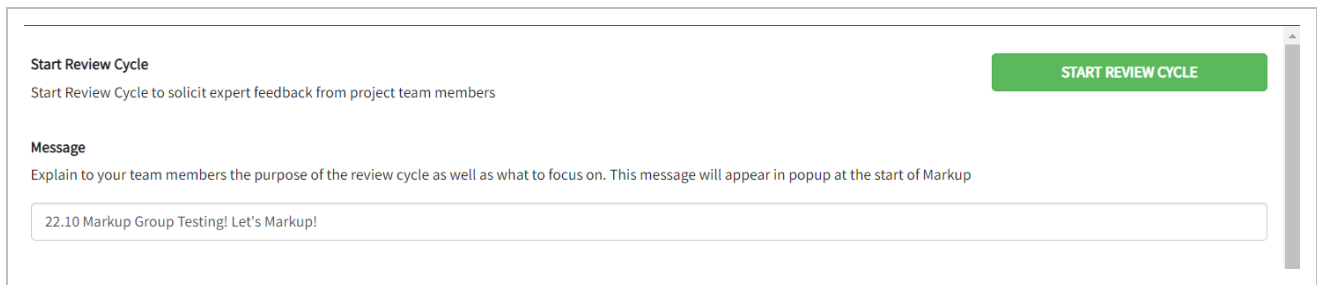 Start Review Cycle
START REVIEW CYCLE
Start Review Cycle to solicit expert feedback from project team members
Message
Explain to your team members the purpose of the review cycle as well as what to focus on. This message will appear in popup at the start of Markup
22.10 Markup Group Testing! Let's Markup!